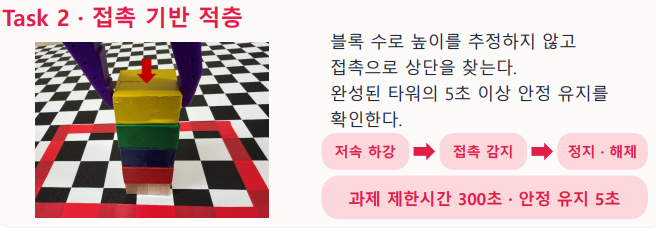 Task 2 · 접촉 기반 적층
블록 수로 높이를 추정하지 않고
접촉으로 상단을 찾는다.
완성된 타워의 5초 이상 안정 유지를
확인한다.
저속 하강
접촉 감지
정지 · 해제
과제 제한시간 300초 · 안정 유지 5초